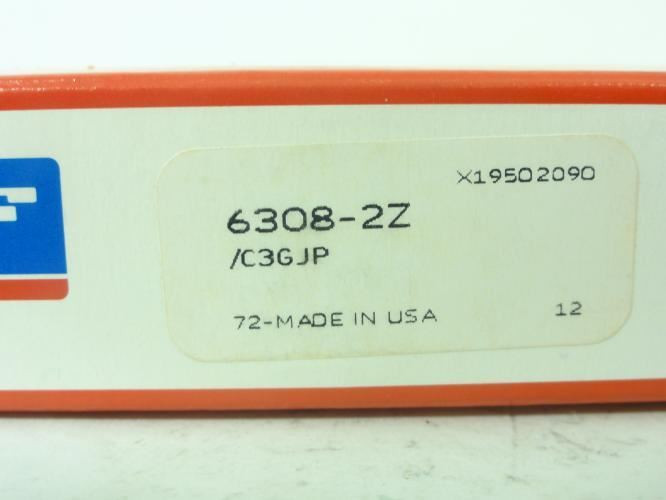 X19502090
6308-2Z
/C3GJP
72-MADE IN USA 12